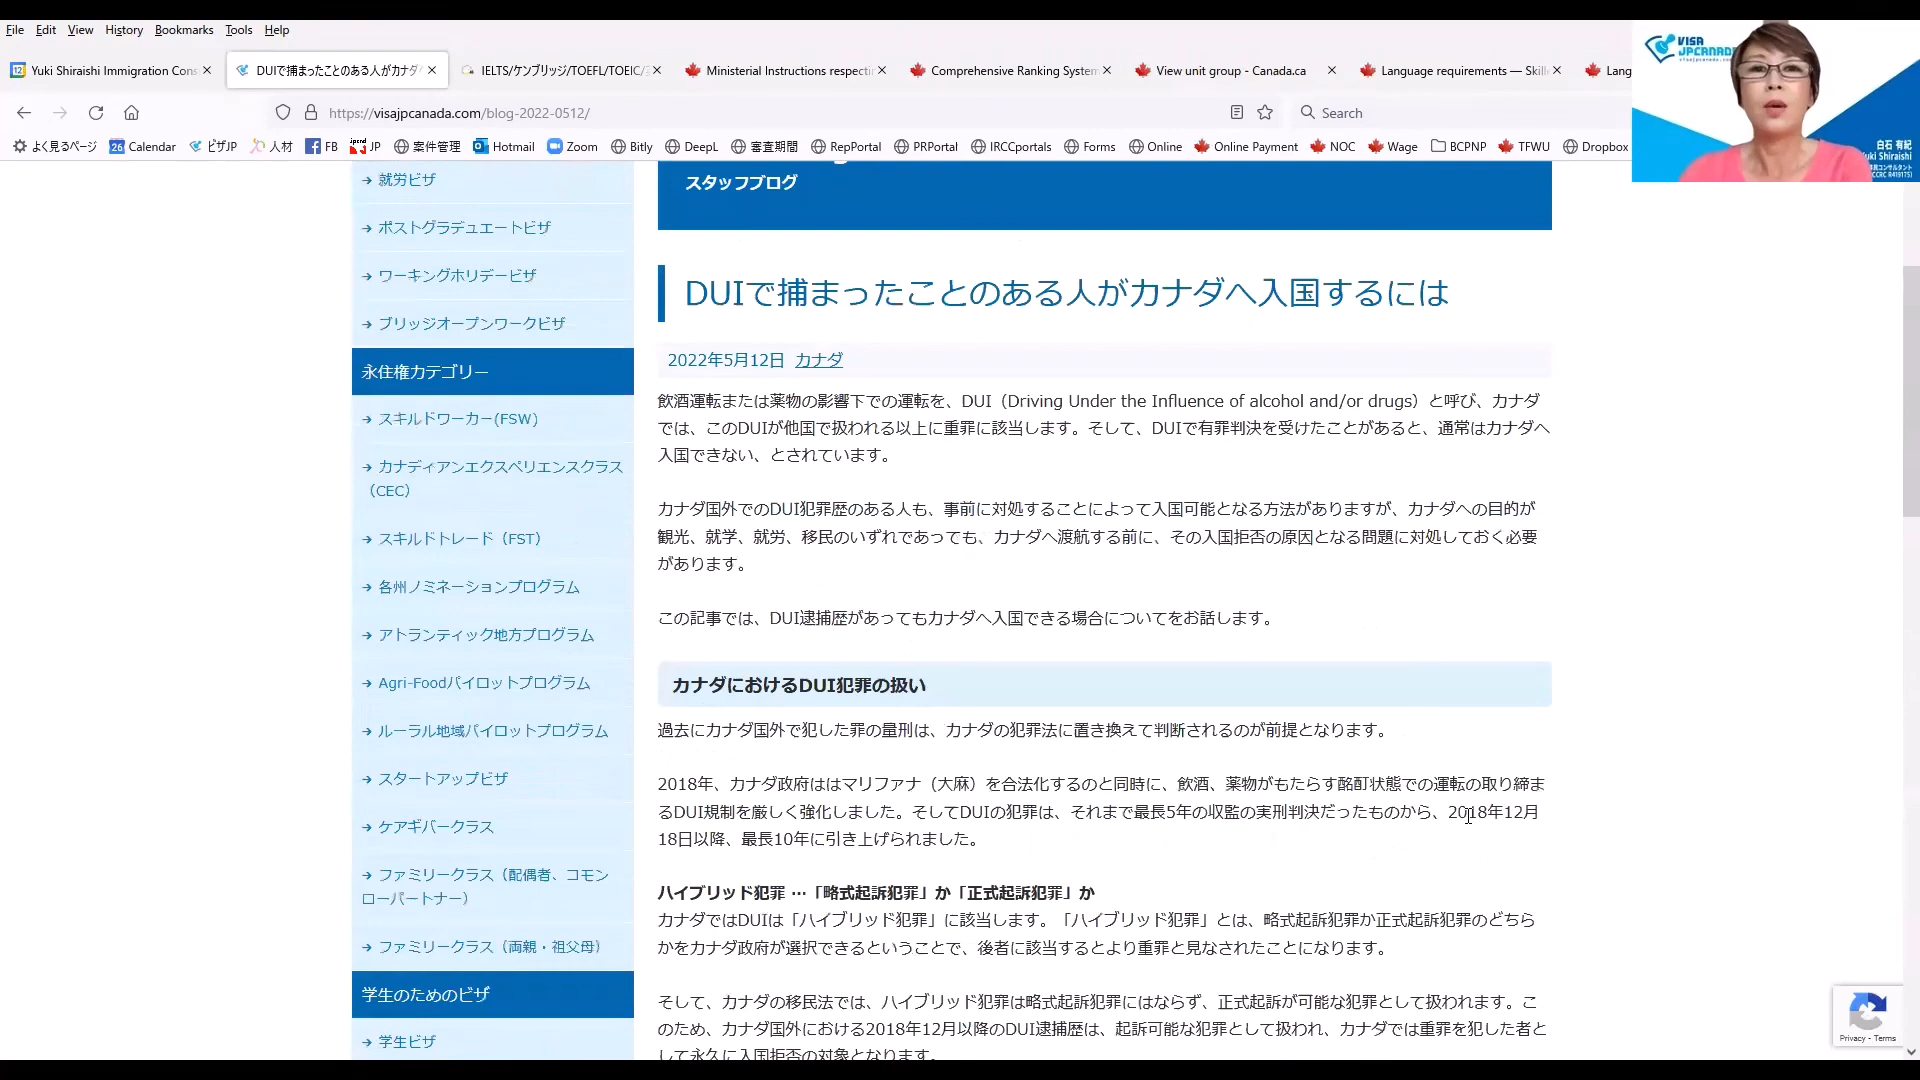 File Edit View History Bookmarks Tools Help
Yuki Shiraishi Immigration Cons
DUIで捕まったことのある人がカナダ
IELTS/ケンブリッジ/TOEFL/TOEIC/
Ministerial Instructions respecti
Comprehensive Ranking System
View unit group - Canada.ca
Language requirements — Skill
Lang
https://visajpcanada.com/blog-2022-0512/
Search
よく見るページ Calendar ビザJP 人材 FB JP 案件管理 Hotmail Zoom Bitly DeepL 審査期間 RepPortal PRPortal IRCCportals Forms Online Online Payment NOC Wage BCPNP TFWU Dropbox
VISA
JPCANADA
白石 有紀
Yuki Shiraishi
→ 就労ビザ
→ ポストグラデュエートビザ
→ ワーキングホリデービザ
→ ブリッジオープンワークビザ
永住権カテゴリー
→ スキルドワーカー(FSW)
→ カナディアンエクスペリエンスクラス
（CEC）
→ スキルドトレード（FST）
→ 各州ノミネーションプログラム
→ アトランティック地方プログラム
→ Agri-Foodパイロットプログラム
→ ルーラル地域パイロットプログラム
→ スタートアップビザ
→ ケアギバークラス
→ ファミリークラス（配偶者、コモン
ローパートナー）
→ ファミリークラス（両親・祖父母）
学生のためのビザ
→ 学生ビザ
スタッフブログ
DUIで捕まったことのある人がカナダへ入国するには
2022年5月12日 カナダ
飲酒運転または薬物の影響下での運転を、DUI（Driving Under the Influence of alcohol and/or drugs）と呼び、カナダ
では、このDUIが他国で扱われる以上に重罪に該当します。そして、DUIで有罪判決を受けたことがあると、通常はカナダへ
入国できない、とされています。
カナダ国外でのDUI犯罪歴のある人も、事前に対処することによって入国可能となる方法がありますが、カナダへの目的が
観光、就学、就労、移民のいずれであっても、カナダへ渡航する前に、その入国拒否の原因となる問題に対処しておく必要
があります。
この記事では、DUI逮捕歴があってもカナダへ入国できる場合についてをお話します。
カナダにおけるDUI犯罪の扱い
過去にカナダ国外で犯した罪の量刑は、カナダの犯罪法に置き換えて判断されるのが前提となります。
2018年、カナダ政府ははマリファナ（大麻）を合法化するのと同時に、飲酒、薬物がもたらす酩酊状態での運転の取り締ま
るDUI規制を厳しく強化しました。そしてDUIの犯罪は、それまで最長5年の収監の実刑判決だったものから、2018年12月
18日以降、最長10年に引き上げられました。
ハイブリッド犯罪 …「略式起訴犯罪」か「正式起訴犯罪」か
カナダではDUIは「ハイブリッド犯罪」に該当します。「ハイブリッド犯罪」とは、略式起訴犯罪か正式起訴犯罪のどちら
かをカナダ政府が選択できるということで、後者に該当するとより重罪と見なされたことになります。
そして、カナダの移民法では、ハイブリッド犯罪は略式起訴犯罪にはならず、正式起訴が可能な犯罪として扱われます。こ
のため、カナダ国外における2018年12月以降のDUI逮捕歴は、起訴可能な犯罪として扱われ、カナダでは重罪を犯した者と
して永久に入国拒否の対象となります。
Privacy - Terms